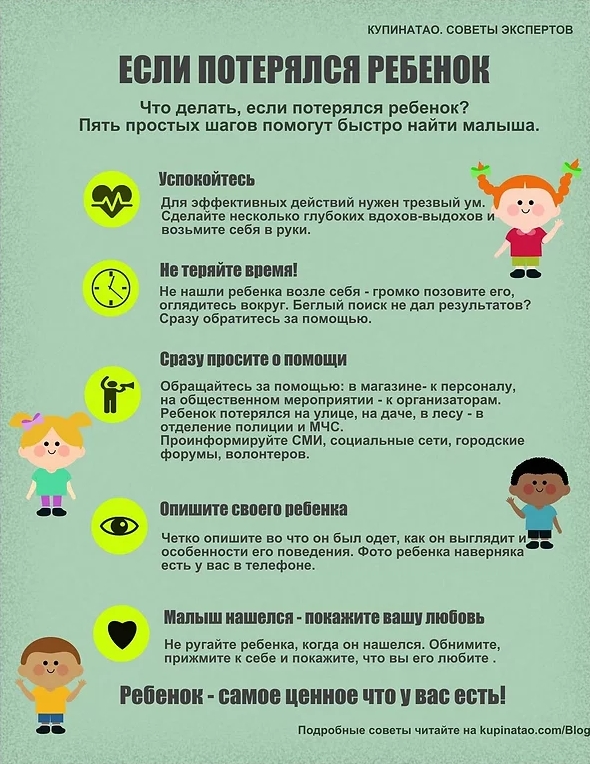 КУПИНАТАО. СОВЕТЫ ЭКСПЕРТОВ
ЕСЛИ ПОТЕРЯЛСЯ РЕБЕНОК
Что делать, если потерялся ребенок?
Пять простых шагов помогут быстро найти малыша.
Успокойтесь
Для эффективных действий нужен трезвый ум.
Сделайте несколько глубоких вдохов-выдохов и
возьмите себя в руки.
Не теряйте время!
Не нашли ребенка возле себя - громко позовите его,
оглядитесь вокруг. Беглый поиск не дал результатов?
Сразу обратитесь за помощью.
Сразу просите о помощи
Обращайтесь за помощью: в магазине- к персоналу,
на общественном мероприятии - к организаторам.
Ребенок потерялся на улице, на даче, в лесу - в
отделение полиции и МЧС.
Проинформируйте СМИ, социальные сети, городские
форумы, волонтеров.
Опишите своего ребенка
Четко опишите во что он был одет, как он выглядит и
особенности его поведения. Фото ребенка наверняка
есть у вас в телефоне.
Малыш нашелся - покажите вашу любовь
Не ругайте ребенка, когда он нашелся. Обнимите,
прижмите к себе и покажите, что вы его любите .
Ребенок - самое ценное что у вас есть!
Подробные советы читайте на kupinatao.com/Blog